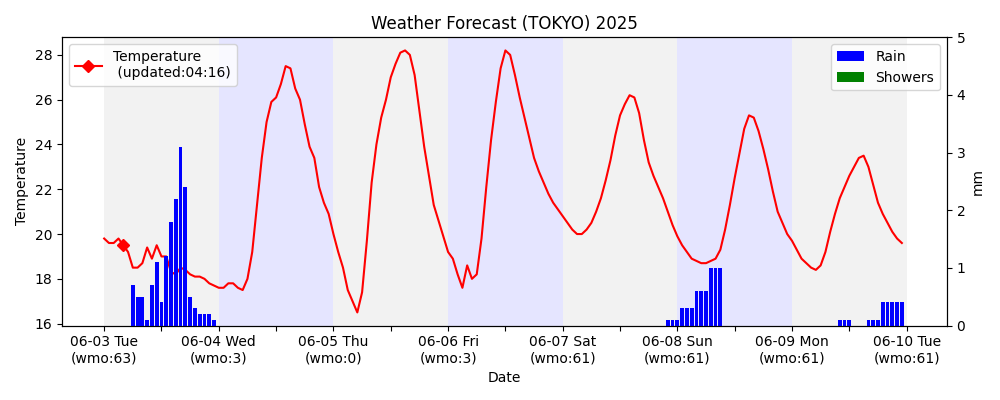 Weather Forecast (TOKYO) 2025
Temperature
(updated:04:16)
Rain
Showers
Temperature
28
26
24
22
20
18
16
5
4
3
2
1
0
mm
06-03 Tue
(wmo:63)
06-04 Wed
(wmo:3)
06-05 Thu
(wmo:0)
06-06 Fri
(wmo:3)
06-07 Sat
(wmo:61)
06-08 Sun
(wmo:61)
06-09 Mon
(wmo:61)
06-10 Tue
(wmo:61)
Date